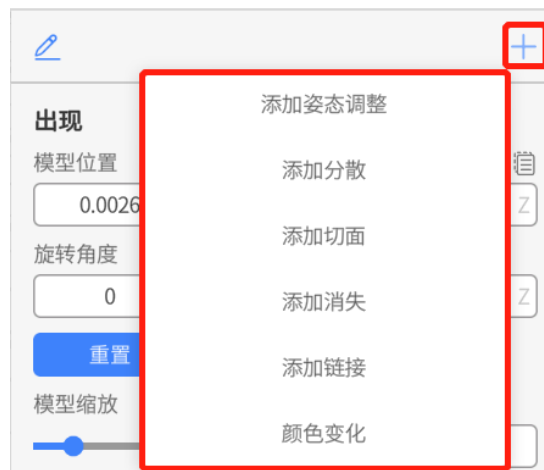 添加姿态调整
出现
模型位置
添加分散
0.0026
Z
添加切面
旋转角度
0
添加消失
Z
重置
添加链接
模型缩放
颜色变化